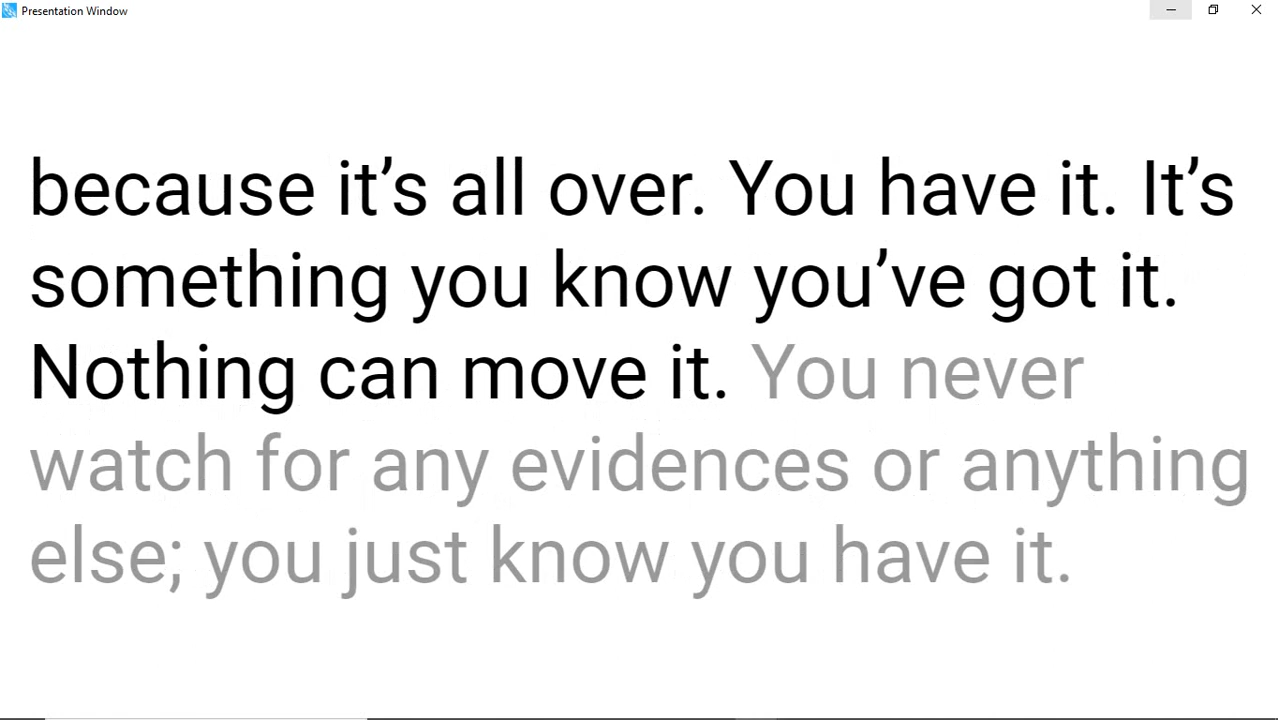 Presentation Window
because it’s all over. You have it. It’s
something you know you’ve got it.
Nothing can move it. You never
watch for any evidences or anything
else; you just know you have it.